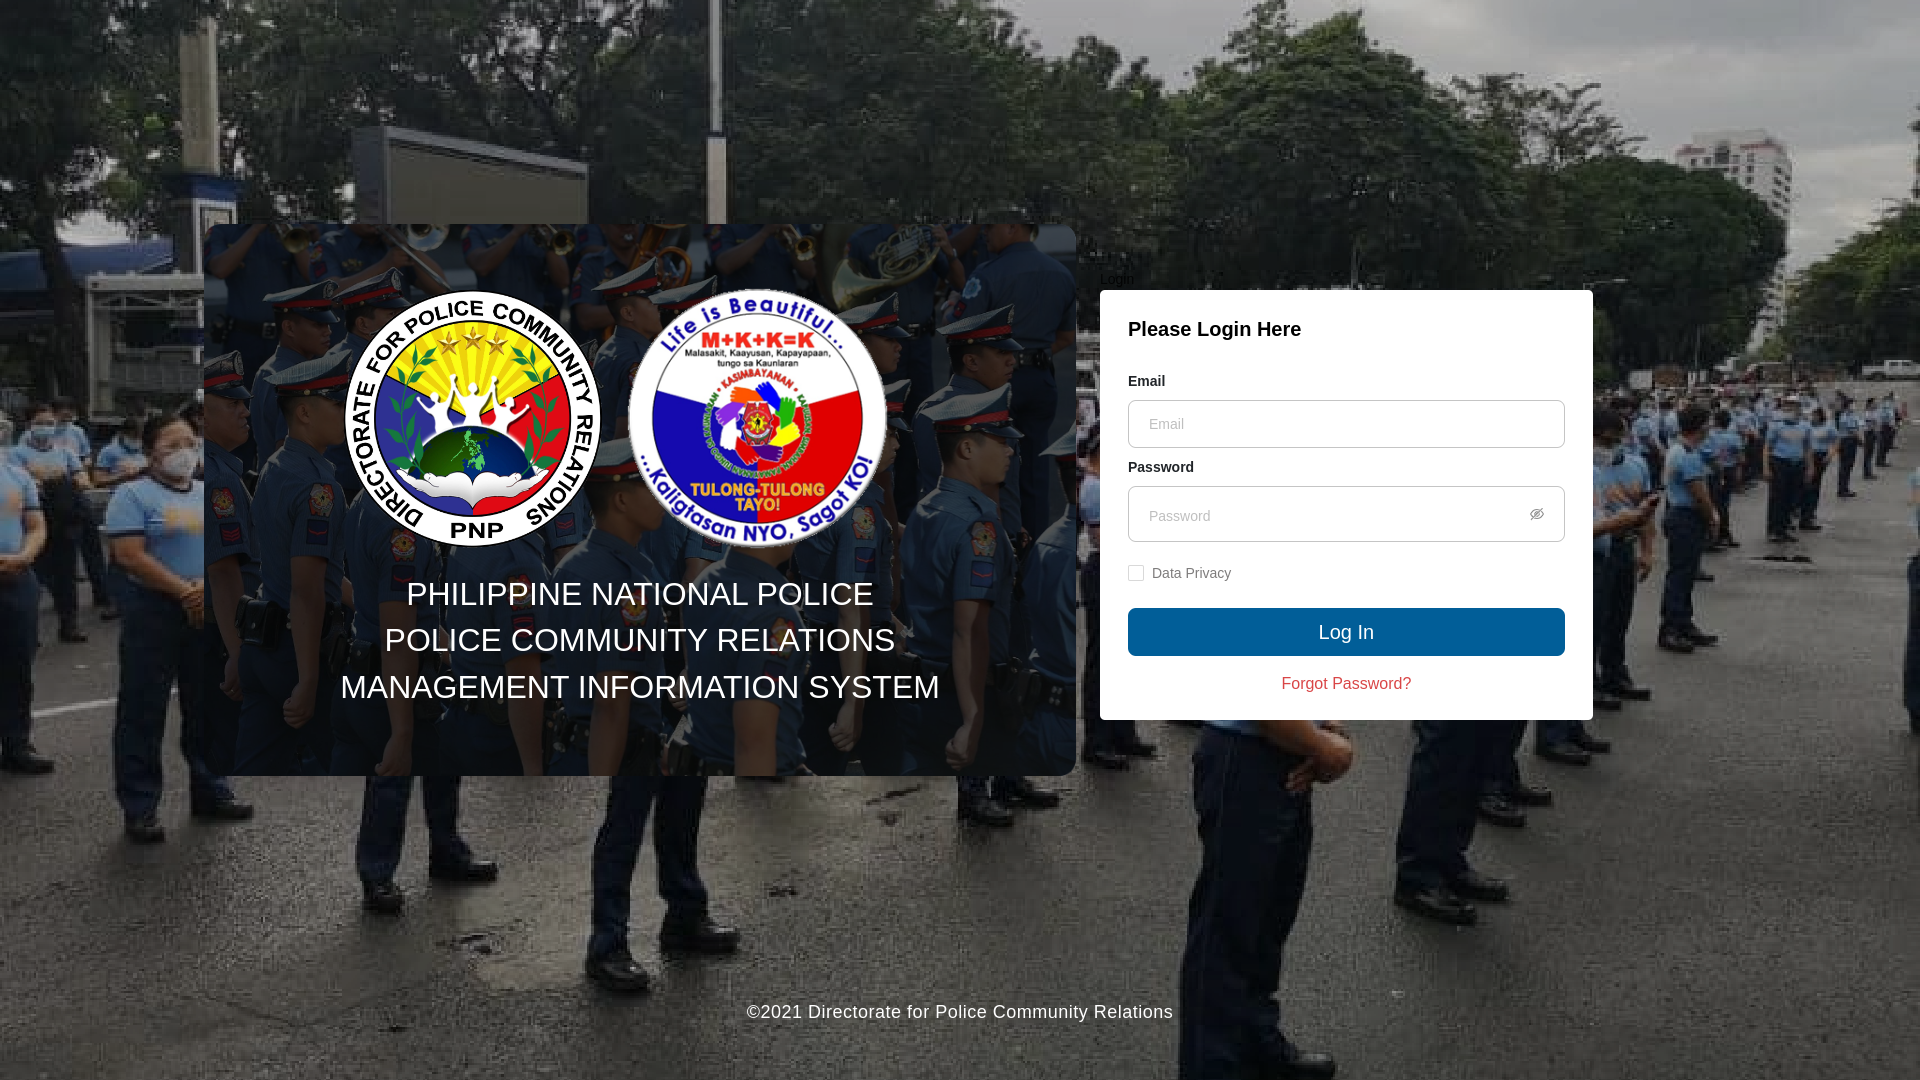 DIRECTORATE FOR POLICE COMMUNITY RELATIONS
PNP
Life is Beautiful...
M+K+K=K
Malasakit, Kaayusan, Kapayapaan,
tungo sa Kaunlaran
KASIMBAYANAN
TULONG-TULONG
TAYO!
...Kaligtasan NYO, Sagot KO!
PHILIPPINE NATIONAL POLICE
POLICE COMMUNITY RELATIONS
MANAGEMENT INFORMATION SYSTEM
Login
Please Login Here
Email
Email
Password
Password
Data Privacy
Log In
Forgot Password?
©2021 Directorate for Police Community Relations